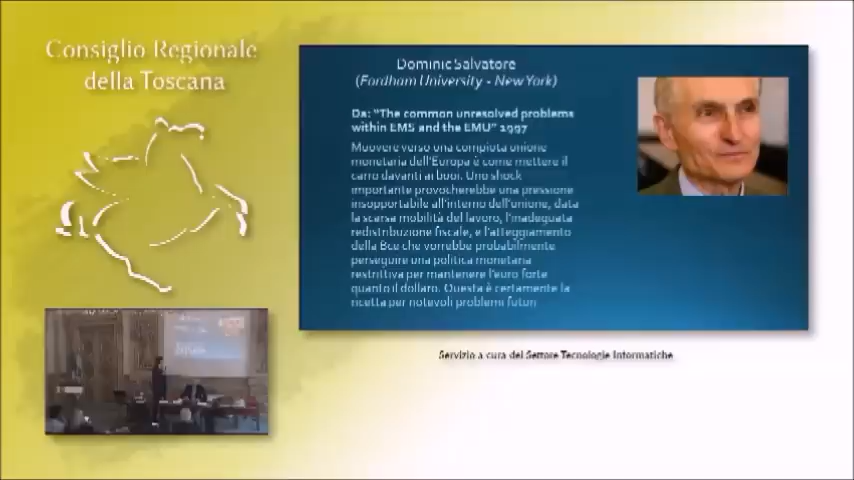 Consiglio Regionale
della Toscana
Dominic Salvatore
(Fordham University - New York)
Da: "The common unresolved problems
within EMS and the EMU" 1997
Muovere verso una compiota unione
monetaria dell'Europa è come mettere il
carro davanti ai buoi. Uno shock
importante provocherebbe una pressione
insopportabile all'interno dell'unione, data
la scarsa mobilità del lavoro, l'inadeguata
redistribuzione fiscale, e l'atteggiamento
della Bce che vorrebbe probabilmente
perseguire una politica monetaria
restrittiva per mantenere l'euro forte
quanto il dollaro. Questa è certamente la
ricetta per notevoli problemi futuri
Servizio a cura del Settore Tecnologie Informatiche